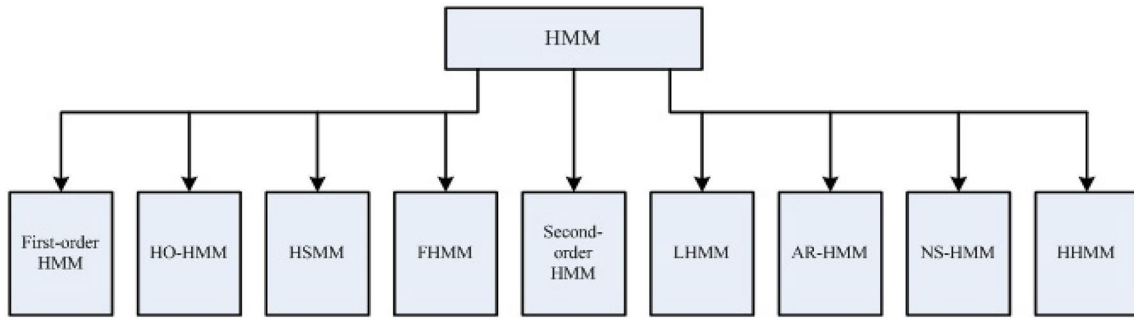 HMM
First-order
HMM
HO-HMM
HSMM
FHMM
Second-
order
HMM
LHMM
AR-HMM
NS-HMM
HHMM